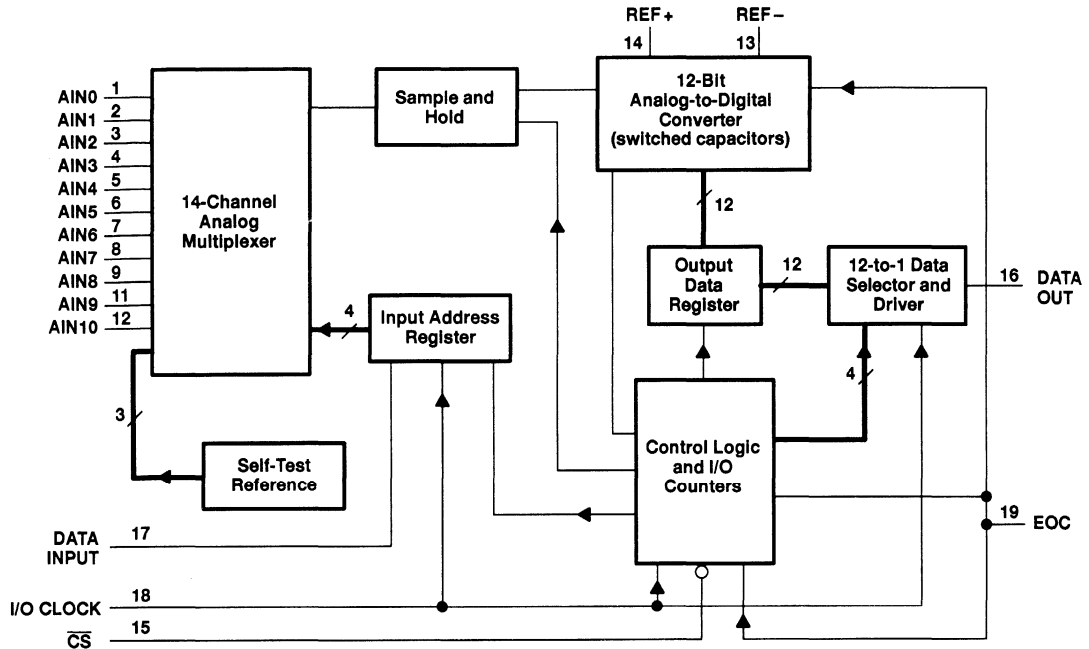 REF+ REF−
14 13
AIN0 1
AIN1 2
AIN2 3
AIN3 4
AIN4 5
AIN5 6
AIN6 7
AIN7 8
AIN8 9
AIN9 11
AIN10 12
14-Channel
Analog
Multiplexer
Sample and
Hold
12-Bit
Analog-to-Digital
Converter
(switched capacitors)
12
Output
Data
Register
12
12-to-1 Data
Selector and
Driver
16 DATA
OUT
4
Input Address
Register
4
3
Self-Test
Reference
Control Logic
and I/O
Counters
19 EOC
DATA
INPUT
17
I/O CLOCK 18
C̅S̅ 15